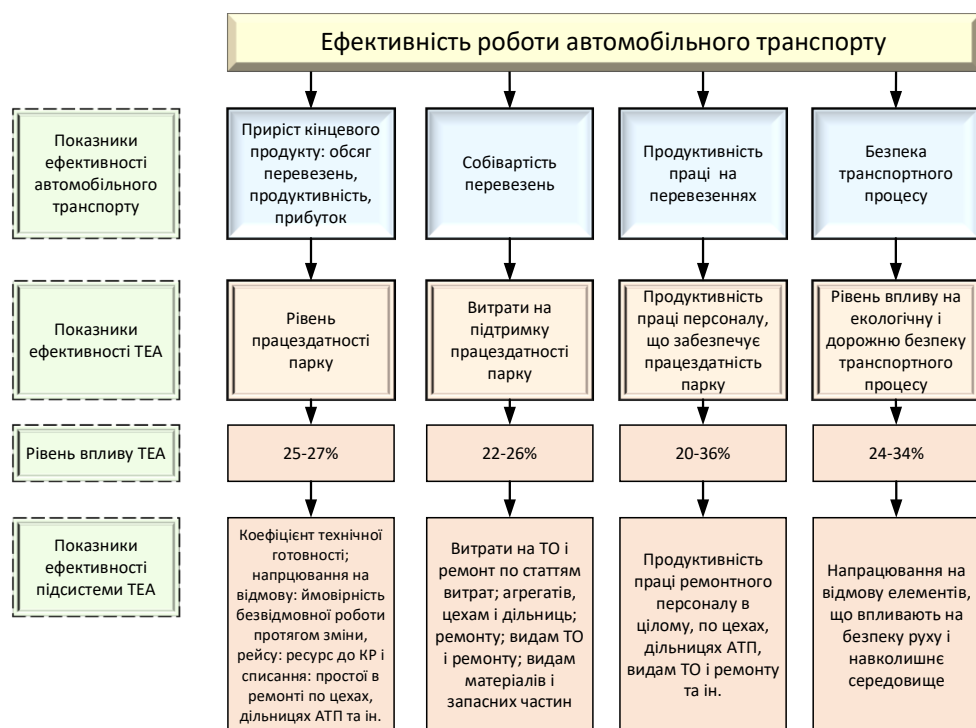 Ефективність роботи автомобільного транспорту
Показники
ефективності
автомобільного
транспорту
Приріст кінцевого
продукту: обсяг
перевезень,
продуктивність,
прибуток
Собівартість
перевезень
Продуктивність
праці на
перевезеннях
Безпека
транспортного
процесу
Показники
ефективності ТЕА
Рівень
працездатності
парку
Витрати на
підтримку
працездатності
парку
Продуктивність
праці персоналу,
що забезпечує
працездатність
парку
Рівень впливу на
екологічну і
дорожню безпеку
транспортного
процесу
Рівень впливу ТЕА
25-27%
22-26%
20-36%
24-34%
Показники
ефективності
підсистеми ТЕА
Коефіцієнт технічної
готовності;
напрцювання на
відмову: ймовірність
безвідмовної роботи
протягом зміни,
рейсу: ресурс до КР і
списання: простої в
ремонті по цехах,
дільницях АТП та ін.
Витрати на ТО і
ремонт по статтям
витрат; агрегатів,
цехам і дільниць;
ремонту; видам ТО
і ремонту; видам
матеріалів і
запасних частин
Продуктивність
праці ремонтного
персоналу в
цілому, по цехах,
дільницях АТП,
видам ТО і ремонту
та ін.
Напрацювання на
відмову елементів,
що впливають на
безпеку руху і
навколишнє
середовище